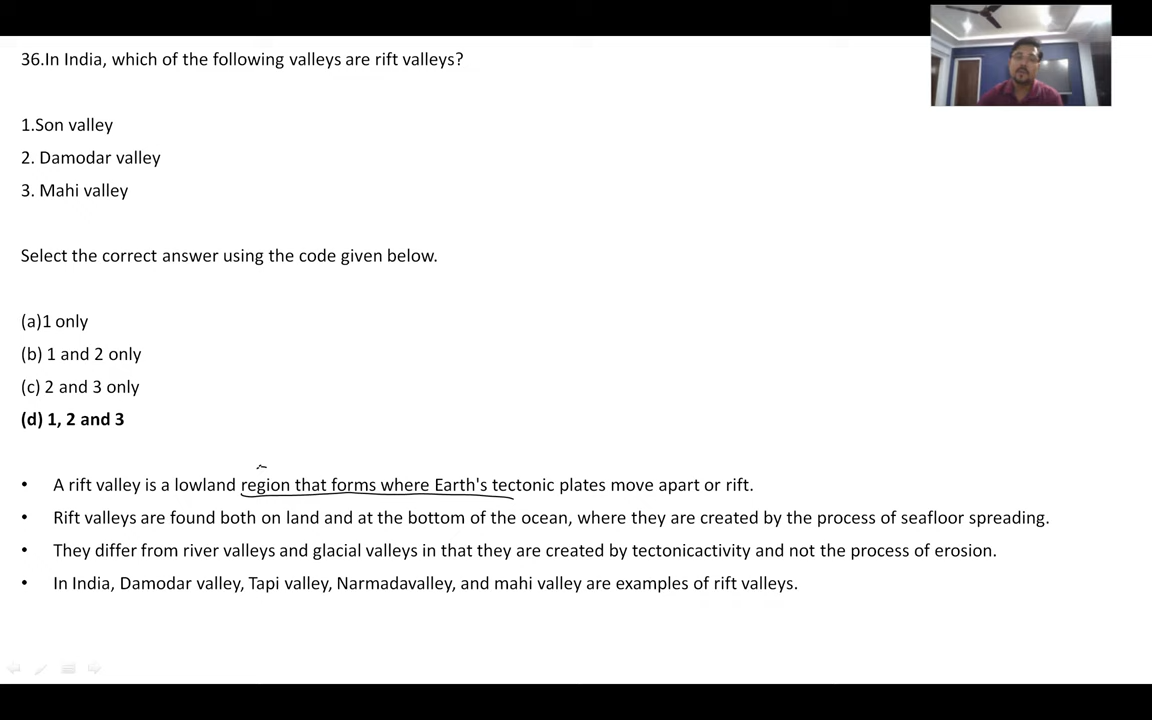 36.In India, which of the following valleys are rift valleys?
1.Son valley
2. Damodar valley
3. Mahi valley
Select the correct answer using the code given below.
(a)1 only
(b) 1 and 2 only
(c) 2 and 3 only
(d) 1, 2 and 3
• A rift valley is a lowland region that forms where Earth's tectonic plates move apart or rift.
• Rift valleys are found both on land and at the bottom of the ocean, where they are created by the process of seafloor spreading.
• They differ from river valleys and glacial valleys in that they are created by tectonicactivity and not the process of erosion.
• In India, Damodar valley, Tapi valley, Narmadavalley, and mahi valley are examples of rift valleys.